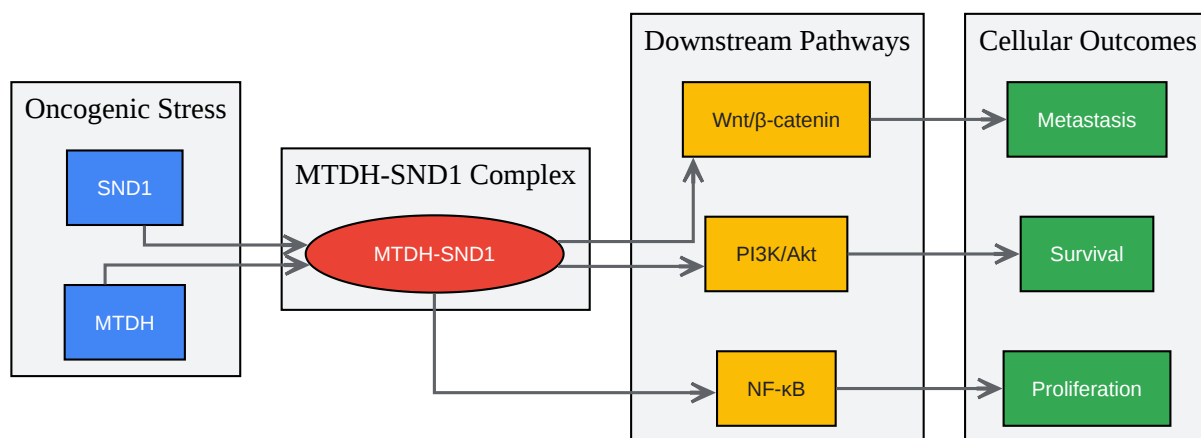 Oncogenic Stress
SND1
MTDH
MTDH-SND1 Complex
MTDH-SND1
Downstream Pathways
Wnt/β-catenin
PI3K/Akt
NF-κB
Cellular Outcomes
Metastasis
Survival
Proliferation